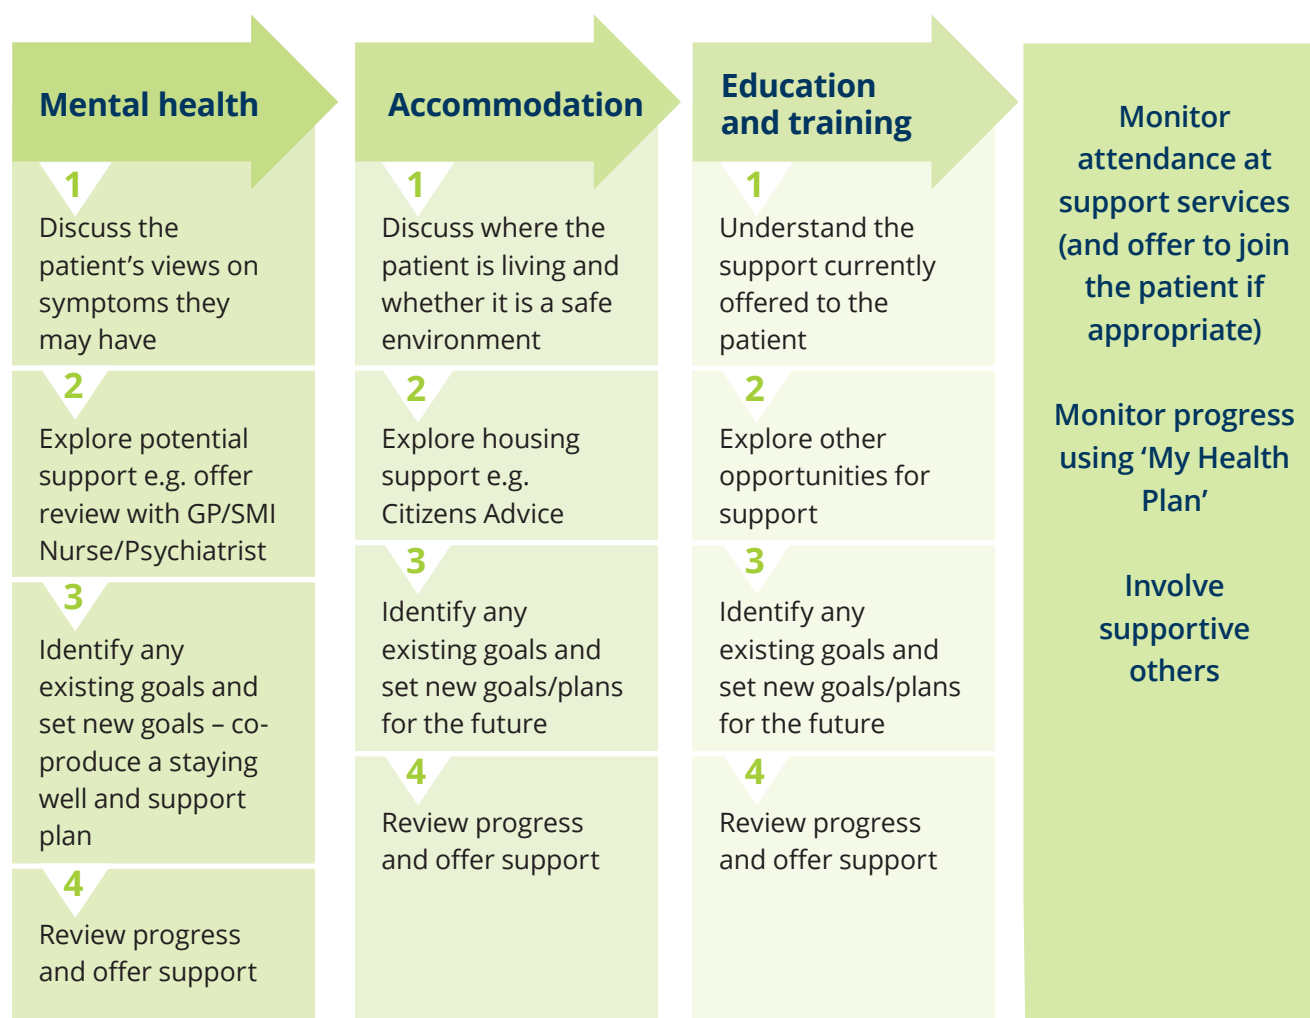 Mental health
1
Discuss the
patient’s views on
symptoms they
may have
2
Explore potential
support e.g. offer
review with GP/SMI
Nurse/Psychiatrist
3
Identify any
existing goals and
set new goals – co-
produce a staying
well and support
plan
4
Review progress
and offer support
Accommodation
1
Discuss where the
patient is living and
whether it is a safe
environment
2
Explore housing
support e.g.
Citizens Advice
3
Identify any
existing goals and
set new goals/plans
for the future
4
Review progress
and offer support
Education
and training
1
Understand the
support currently
offered to the
patient
2
Explore other
opportunities for
support
3
Identify any
existing goals and
set new goals/plans
for the future
4
Review progress
and offer support
Monitor
attendance at
support services
(and offer to join
the patient if
appropriate)
Monitor progress
using ‘My Health
Plan’
Involve
supportive
others